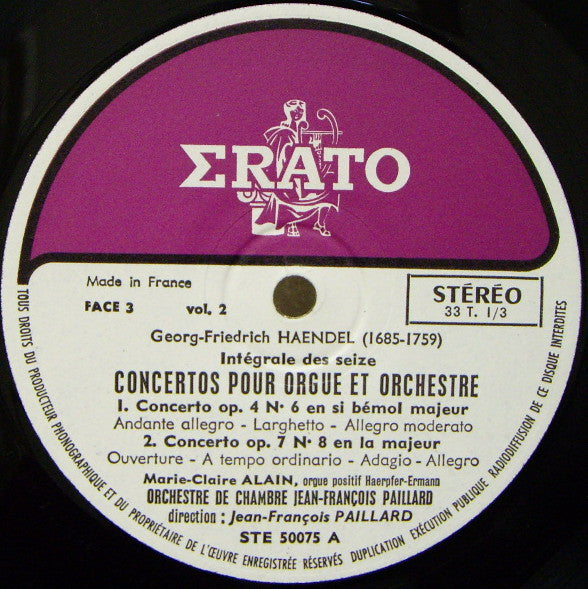 ΣRATO
Made in France
FACE 3 vol. 2
STÉRÉO
33 T. 1/3
Georg-Friedrich HAENDEL (1685-1759)
Intégrale des seize
CONCERTOS POUR ORGUE ET ORCHESTRE
1. Concerto op. 4 N° 6 en si bémol majeur
Andante allegro - Larghetto - Allegro moderato
2. Concerto op. 7 N° 8 en la majeur
Ouverture - A tempo ordinario - Adagio - Allegro
Marie-Claire ALAIN, orgue positif Haerpfer-Ermann
ORCHESTRE DE CHAMBRE JEAN-FRANÇOIS PAILLARD
direction : Jean-François PAILLARD
STE 50075 A
TOUS DROITS DU PRODUCTEUR PHONOGRAPHIQUE ET DU PROPRIÉTAIRE DE L'ŒUVRE ENREGISTRÉE RÉSERVÉS DUPLICATION EXÉCUTION PUBLIQUE RADIODIFFUSION DE CE DISQUE INTERDITES